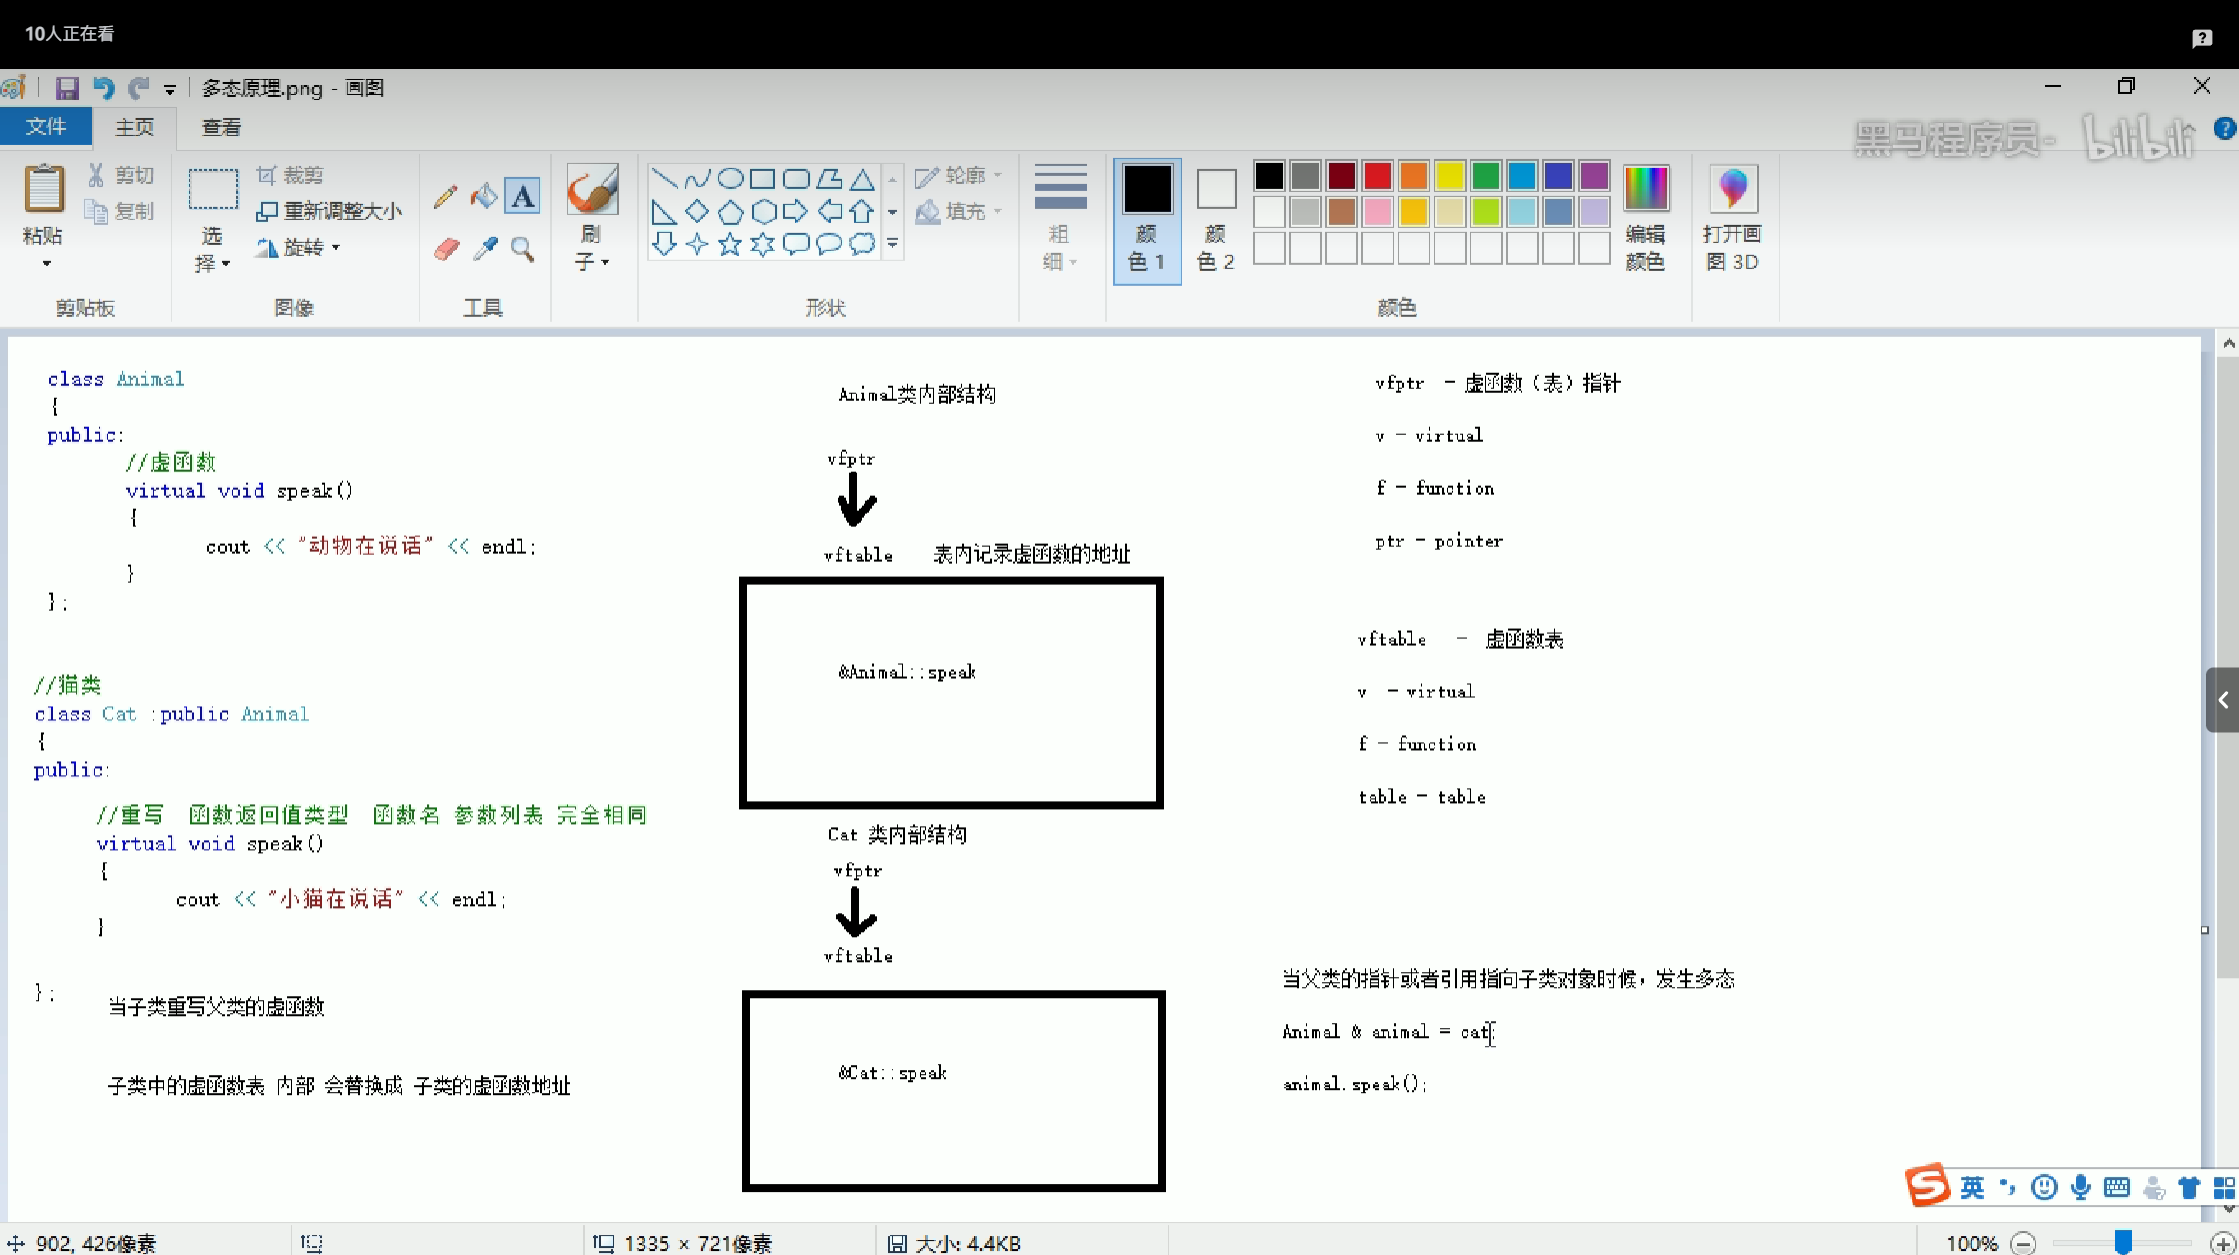 10人正在看
多态原理.png - 画图
文件 主页 查看
黑马程序员- bilibili
粘贴
剪切
复制
剪贴板
选择
裁剪
重新调整大小
旋转
图像
A
工具
刷子
轮廓
填充
形状
粗细
颜色 1
颜色 2
颜色
编辑颜色
打开画图 3D
class Animal
{
public:
//虚函数
virtual void speak()
{
cout << "动物在说话" << endl;
}
};
//猫类
class Cat :public Animal
{
public:
//重写 函数返回值类型 函数名 参数列表 完全相同
virtual void speak()
{
cout << "小猫在说话" << endl;
}
};
当子类重写父类的虚函数
子类中的虚函数表 内部 会替换成 子类的虚函数地址
Animal类内部结构
vfptr
vftable 表内记录虚函数的地址
&Animal::speak
Cat 类内部结构
vfptr
vftable
&Cat::speak
vfptr - 虚函数（表）指针
v - virtual
f - function
ptr - pointer
vftable - 虚函数表
v - virtual
f - function
table - table
当父类的指针或者引用指向子类对象时候，发生多态
Animal & animal = cat
animal.speak();
S 英
902, 426像素
1335 × 721像素
大小: 4.4KB
100%